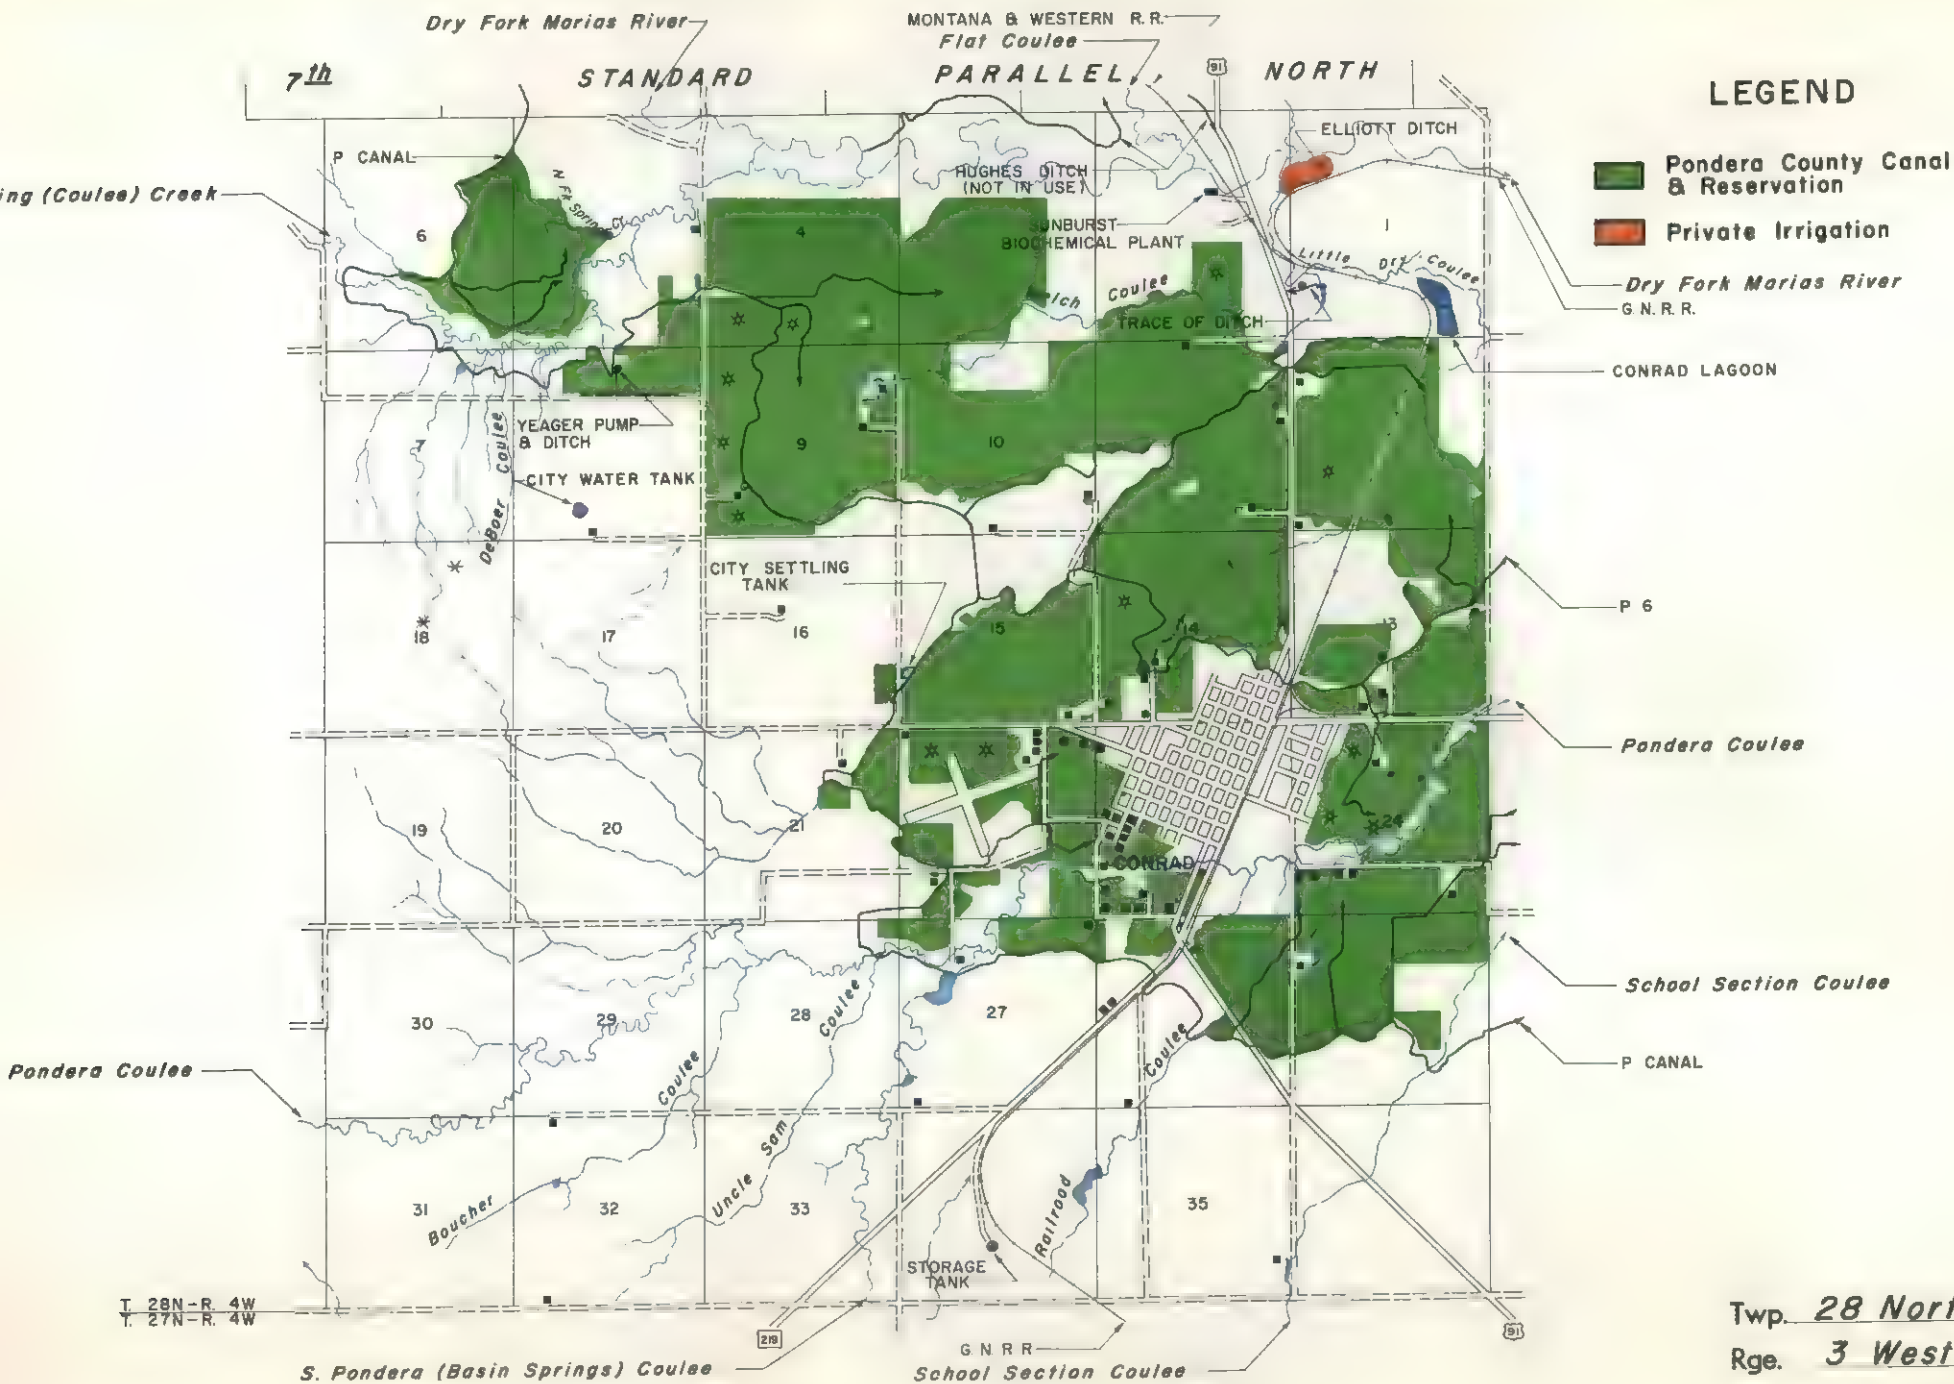 Dry Fork Marias River
MONTANA & WESTERN R.R.
Flat Coulee
7th STANDARD PARALLEL NORTH
91
LEGEND
Pondera County Canal
& Reservation
Private Irrigation
ELLIOTT DITCH
P CANAL
HUGHES DITCH
(NOT IN USE)
ing (Coulee) Creek
N Fk Spring Cr.
SUNBURST
BIOCHEMICAL PLANT
6
4
1
Little Dry Coulee
Dry Fork Marias River
G.N.R.R.
elch Coulee
TRACE OF DITCH
CONRAD LAGOON
YEAGER PUMP
& DITCH
7
9
10
DeBoer Coulee
CITY WATER TANK
CITY SETTLING
TANK
P 6
18
17
16
15
14
13
Pondera Coulee
19
20
21
24
CONRAD
School Section Coulee
30
29
28
27
Coulee
Coulee
Pondera Coulee
P CANAL
31
32
33
35
Boucher
Coulee
Uncle Sam
Railroad
STORAGE
TANK
T. 28N-R. 4W
T. 27N-R. 4W
219
91
G N R R
S. Pondera (Basin Springs) Coulee
School Section Coulee
Twp. 28 Nort
Rge. 3 West